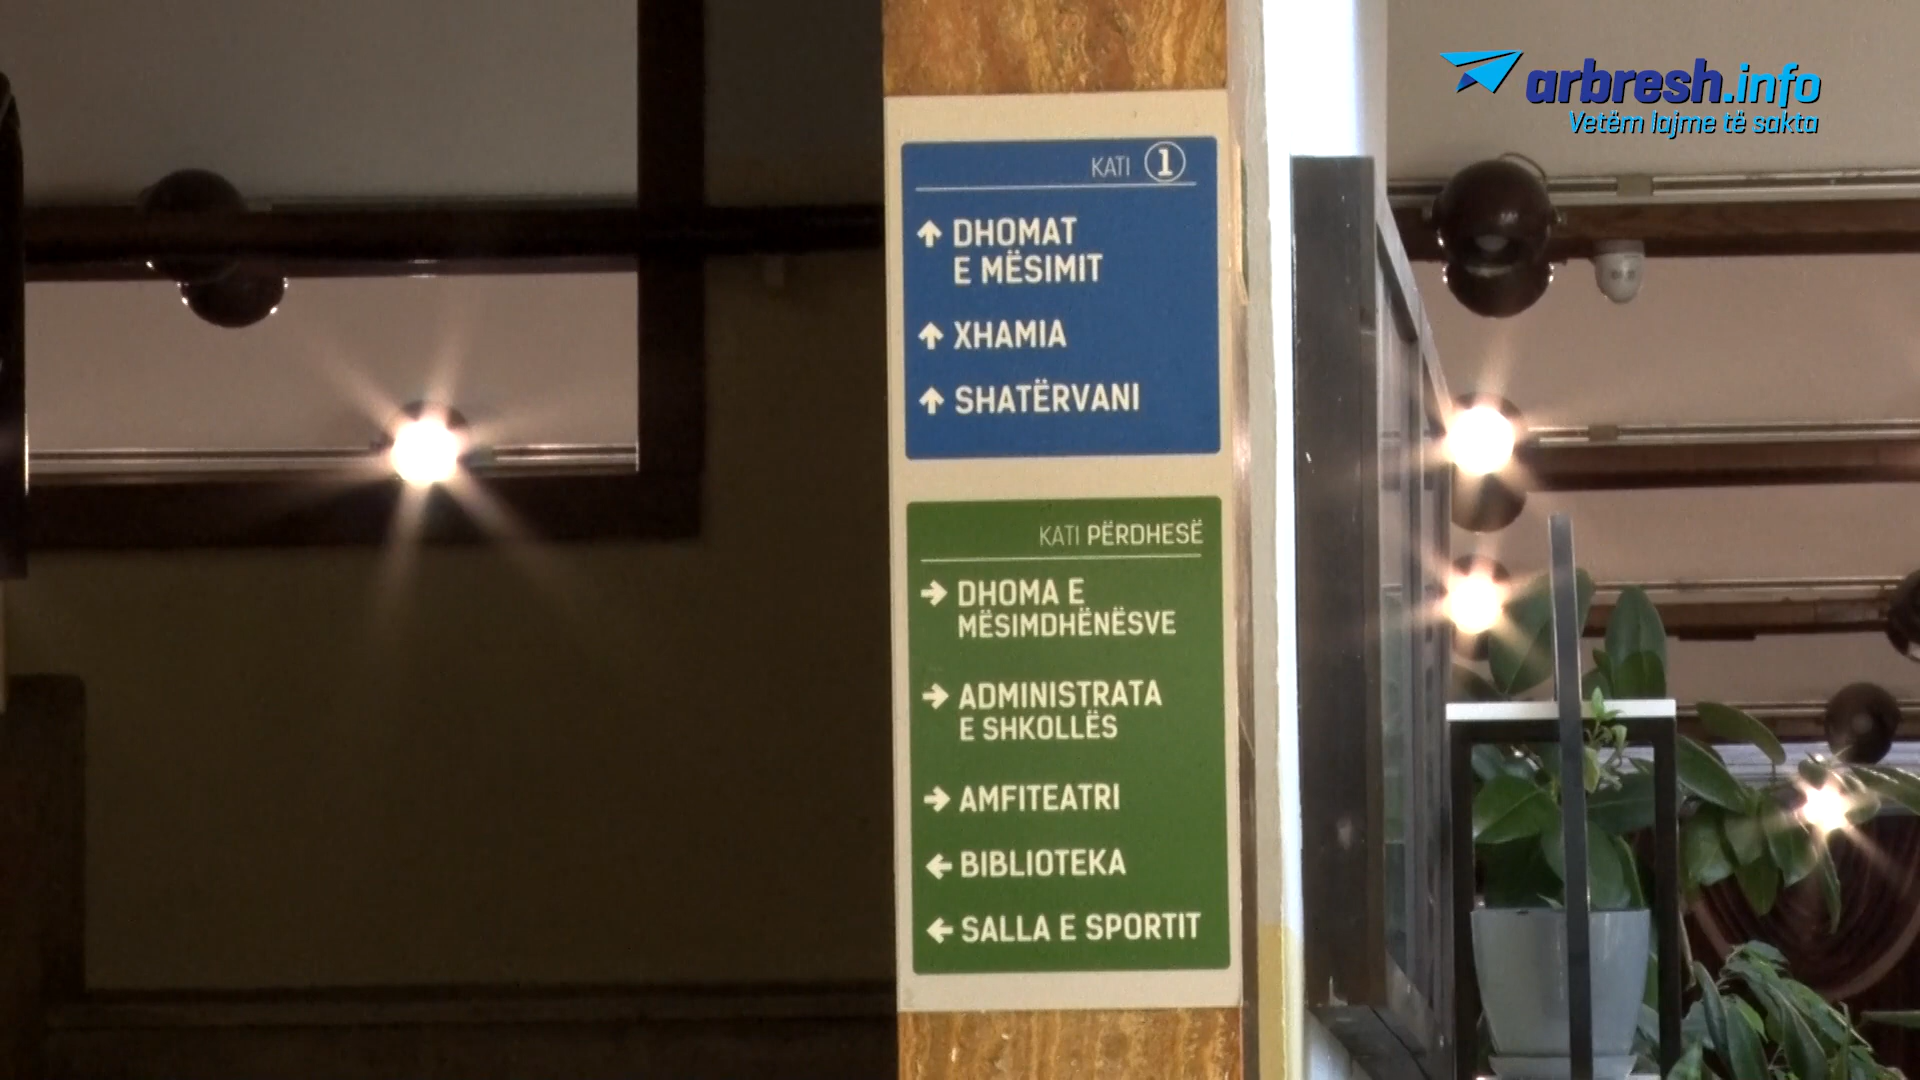 arbresh.info
Vetëm lajme të sakta
KATI 1
DHOMAT
E MËSIMIT
XHAMIA
SHATËRVANI
KATI PËRDHESË
DHOMA E
MËSIMDHËNËSVE
ADMINISTRATA
E SHKOLLËS
AMFITEATRI
BIBLIOTEKA
SALLA E SPORTIT